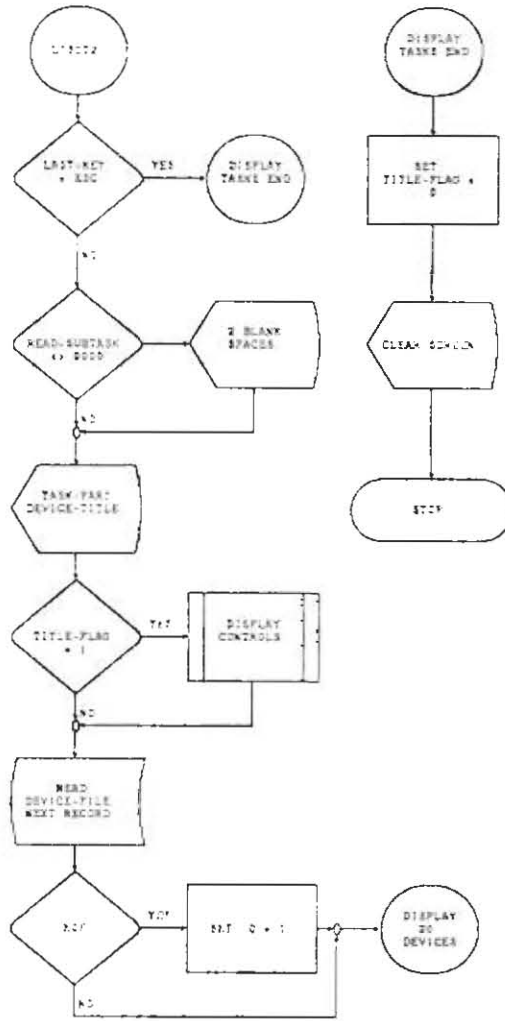 LAST-KEY
= ESC
YES
DISPLAY
TASKS END
NO
READ-SUBTASK
<> GOOD
2 BLANK
SPACES
NO
TASK-PART
DEVICE-TITLE
TITLE-FLAG
= 1
YES
DISPLAY
CONTROLS
NO
READ
DEVICE-FILE
NEXT RECORD
EOF
YES
SET
DISPLAY
20
DEVICES
NO
DISPLAY
TASKS END
SET
TITLE-FLAG =
0
CLEAR SCREEN
STOP